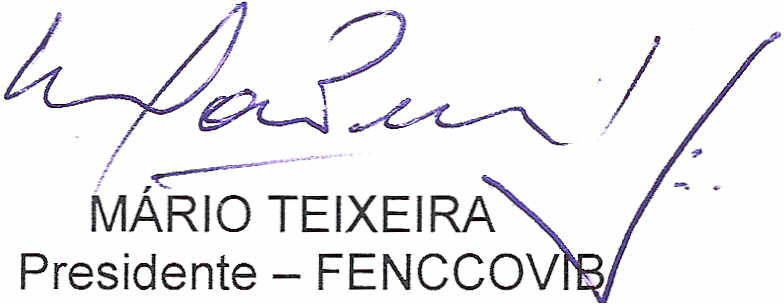 MÁRIO TEIXEIRA
Presidente – FENCCOVIB